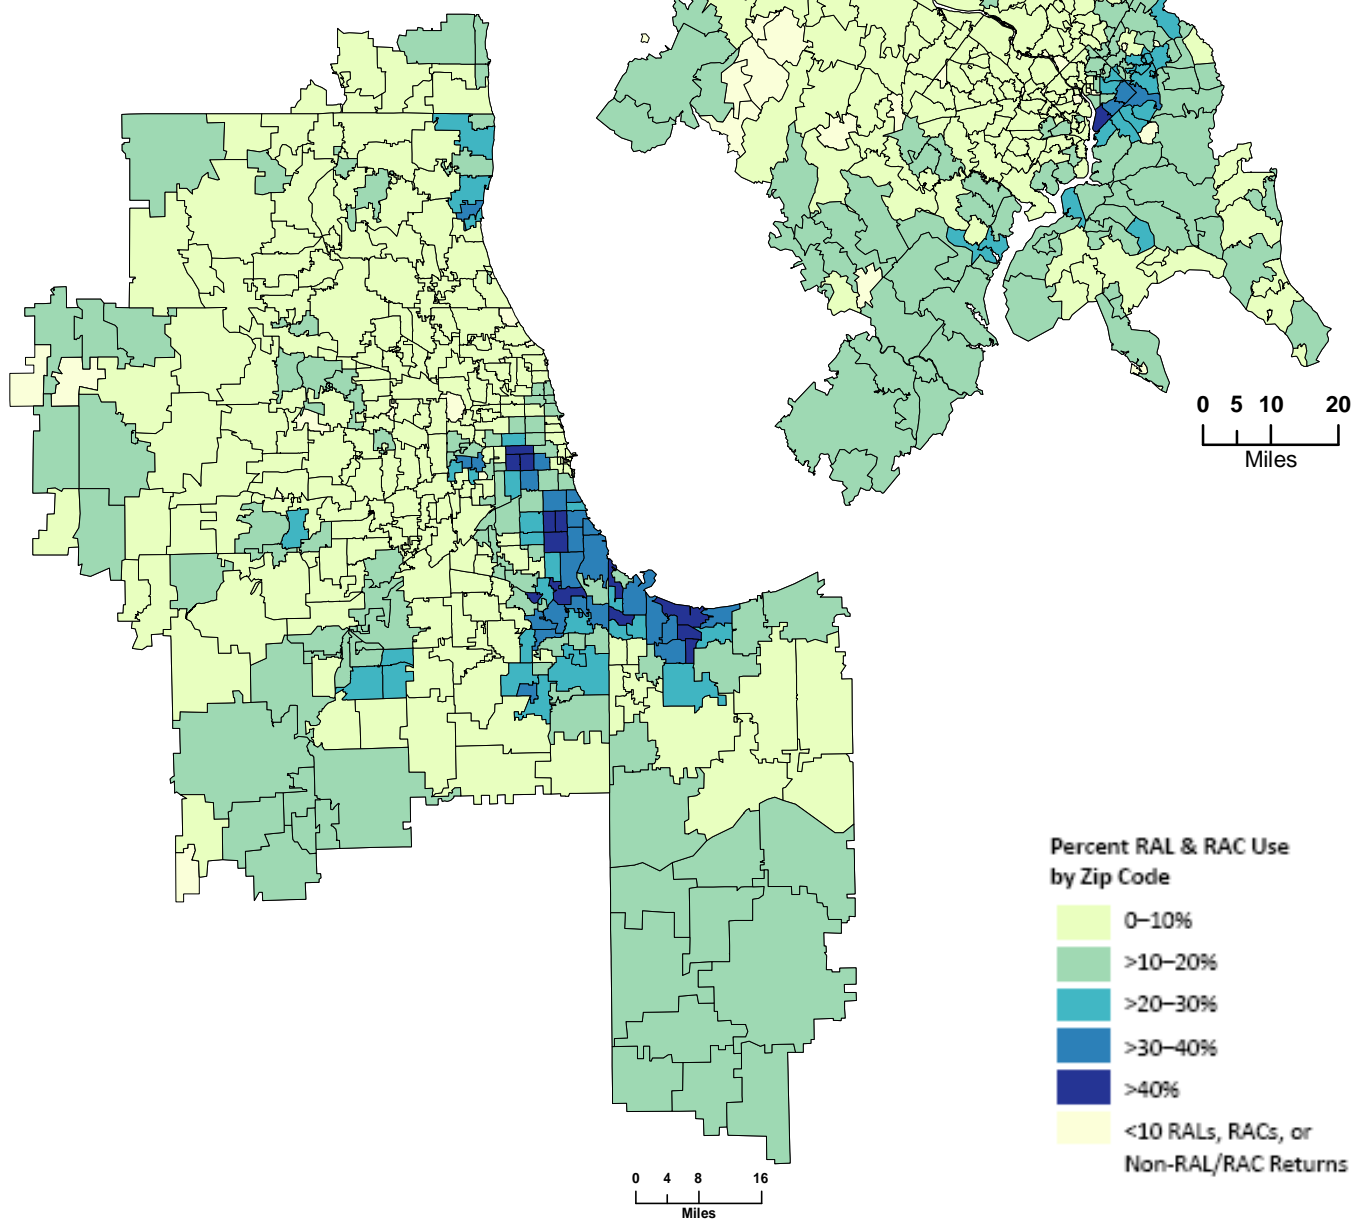 0 5 10 20
Miles
Percent RAL & RAC Use
by Zip Code
0–10%
>10–20%
>20–30%
>30–40%
>40%
<10 RALs, RACs, or
Non-RAL/RAC Returns
0 4 8 16
Miles